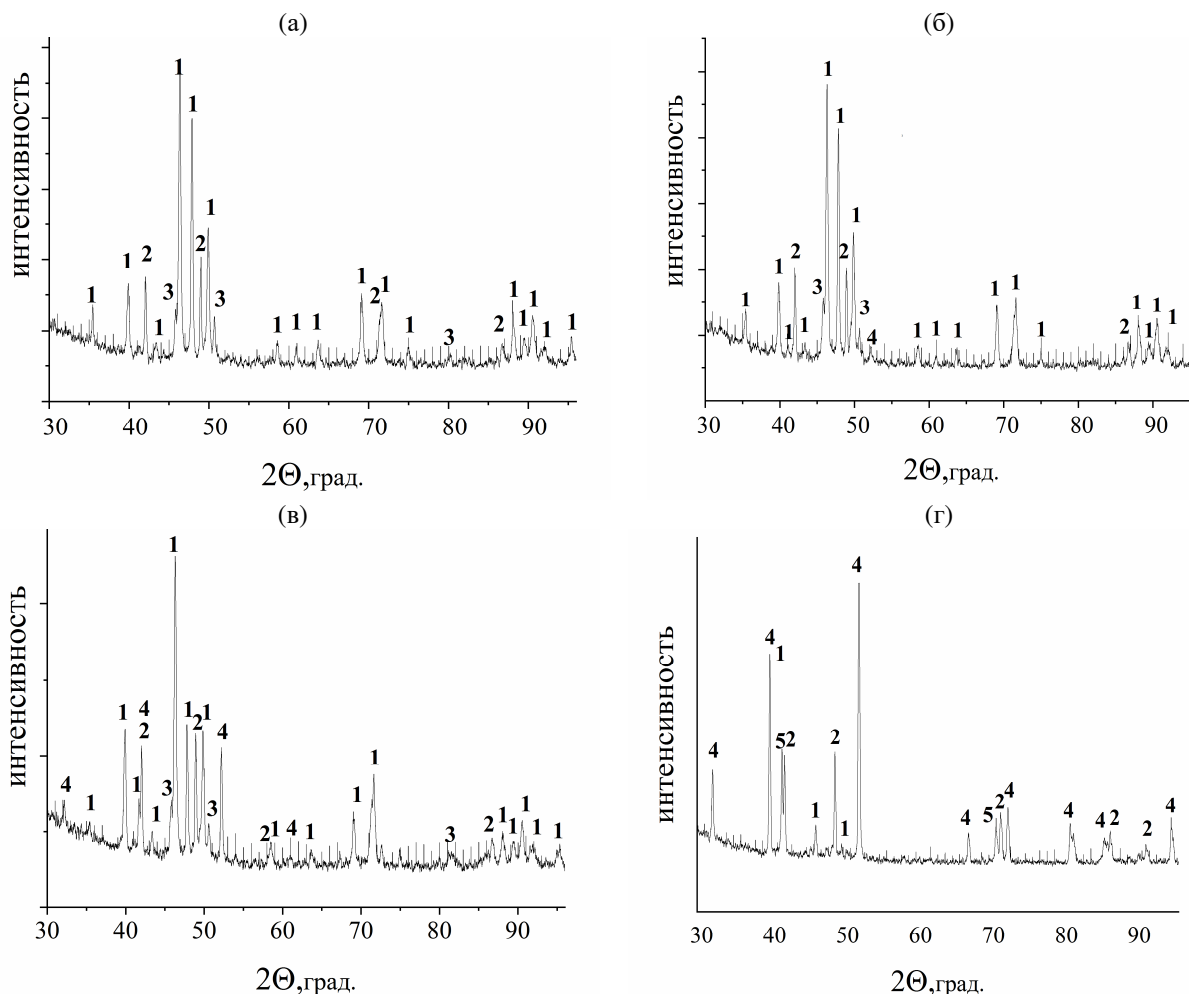 (а)
интенсивность
1 1 2 1 3 1 1 2 1 3 1 1 1 1 2 1 1 3 2 1 1 1 1 1
30 40 50 60 70 80 90
2Θ,град.
(б)
интенсивность
1 1 1 2 1 3 1 1 2 1 3 4 1 1 1 1 1 1 2 1 1 1 1
30 40 50 60 70 80 90
2Θ,град.
(в)
интенсивность
4 1 1 1 4 2 1 3 1 1 2 1 3 4 2 1 4 1 1 1 3 2 1 1 1 1 1
30 40 50 60 70 80 90
2Θ,град.
(г)
интенсивность
4 4 1 5 2 1 2 1 4 4 5 2 4 4 4 2 2 4
30 40 50 60 70 80 90
2Θ,град.